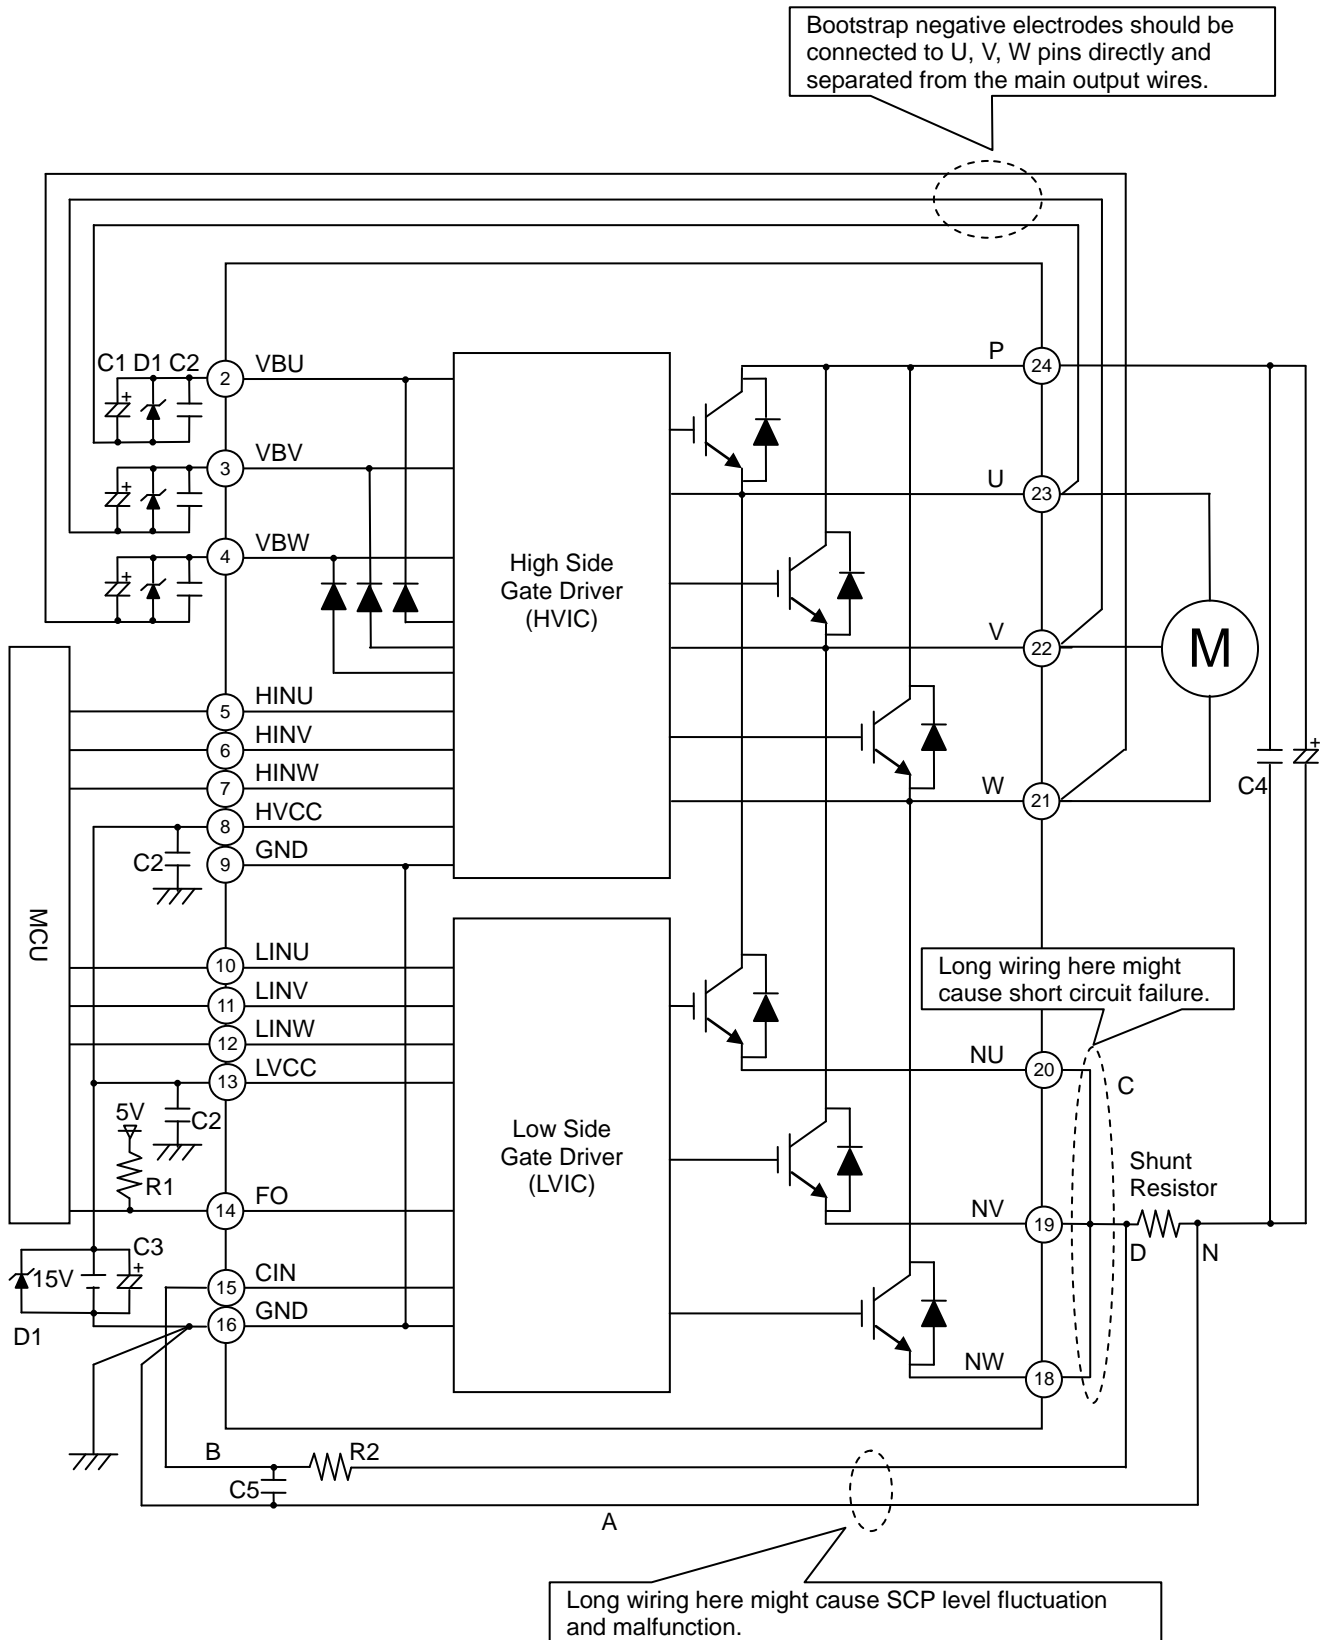 Bootstrap negative electrodes should be
connected to U, V, W pins directly and
separated from the main output wires.
C1 D1 C2
+
2
VBU
P
24
+
3
VBV
U
23
+
4
VBW
High Side
Gate Driver
(HVIC)
V
22
M
5
HINU
6
HINV
7
HINW
8
HVCC
C2
9
GND
W
21
C4
+
MCU
10
LINU
11
LINV
12
LINW
13
LVCC
C2
5V
R1
14
FO
Low Side
Gate Driver
(LVIC)
Long wiring here might
cause short circuit failure.
NU
20
C
Shunt
Resistor
NV
19
D
N
C3
+
15V
D1
15
CIN
16
GND
NW
18
B
R2
C5
A
Long wiring here might cause SCP level fluctuation
and malfunction.